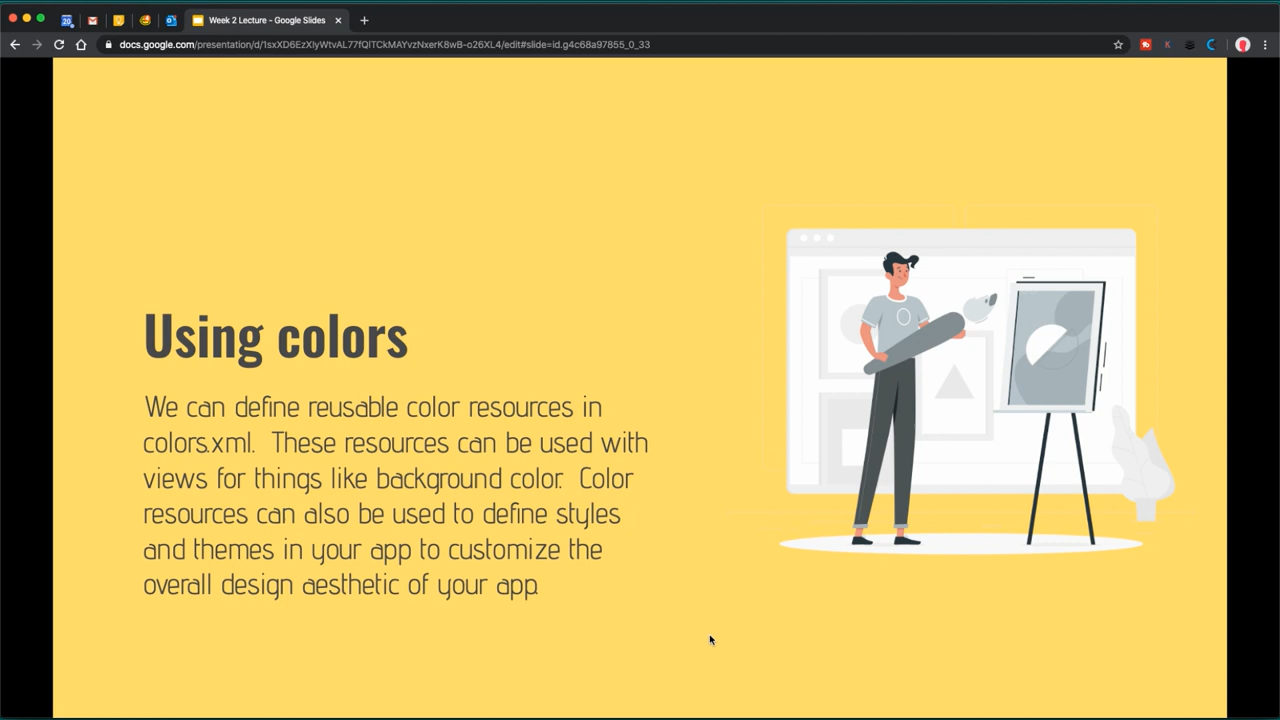 20
Week 2 Lecture - Google Slides
docs.google.com/presentation/d/1sxXD6EzXlyWtvAL77fQlTCkMAYvzNxerK8wB-o26XL4/edit#slide=id.g4c68a97855_0_33
K
Using colors
We can define reusable color resources in
colors.xml. These resources can be used with
views for things like background color. Color
resources can also be used to define styles
and themes in your app to customize the
overall design aesthetic of your app.